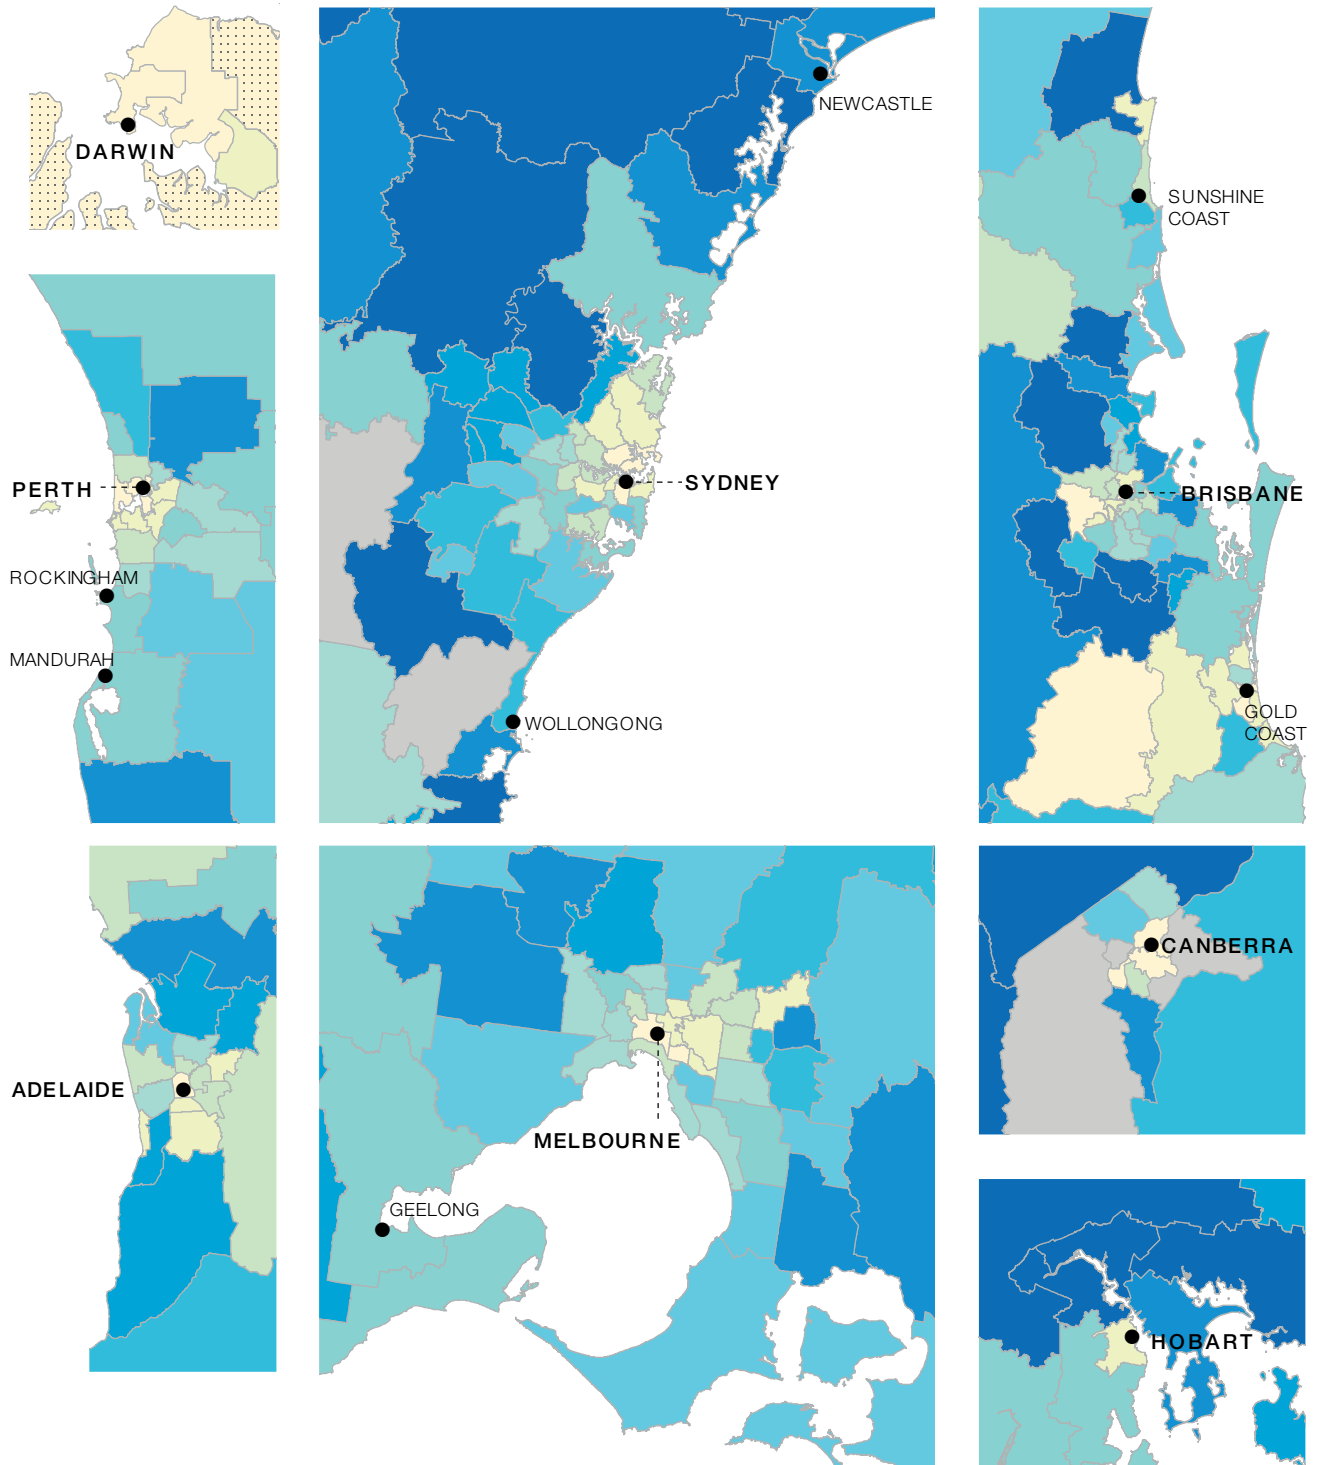 DARWIN
NEWCASTLE
SUNSHINE
COAST
PERTH
SYDNEY
BRISBANE
ROCKINGHAM
MANDURAH
WOLLONGONG
GOLD
COAST
ADELAIDE
MELBOURNE
GEELONG
CANBERRA
HOBART